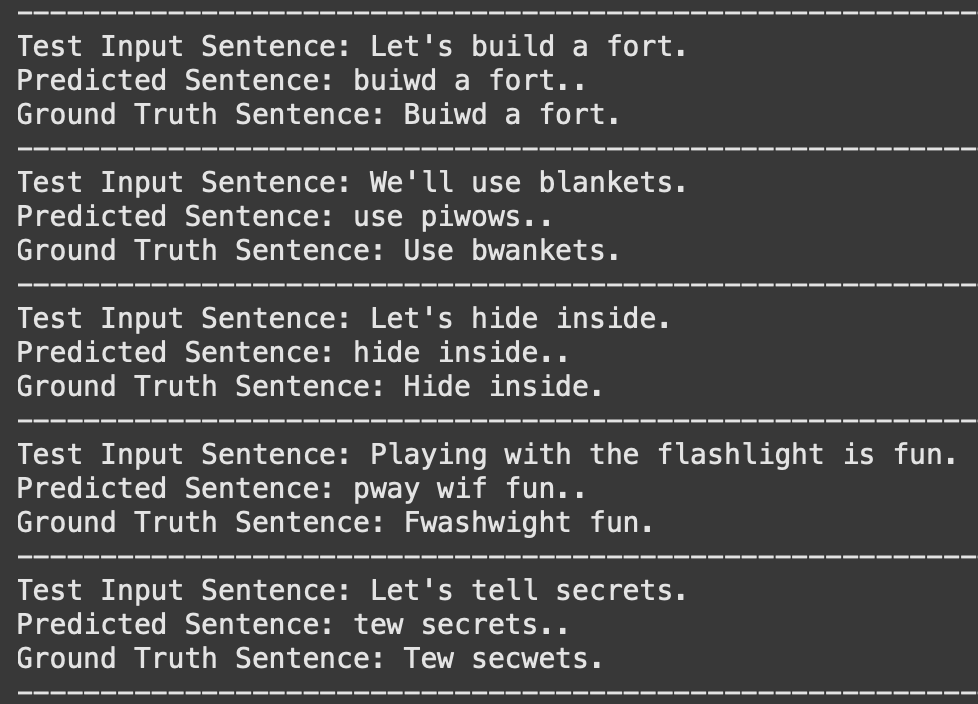 Test Input Sentence: Let's build a fort.
Predicted Sentence: buiwd a fort..
Ground Truth Sentence: Buiwd a fort.
Test Input Sentence: We'll use blankets.
Predicted Sentence: use piwows..
Ground Truth Sentence: Use bwankets.
Test Input Sentence: Let's hide inside.
Predicted Sentence: hide inside..
Ground Truth Sentence: Hide inside.
Test Input Sentence: Playing with the flashlight is fun.
Predicted Sentence: pway wif fun..
Ground Truth Sentence: Fwashwight fun.
Test Input Sentence: Let's tell secrets.
Predicted Sentence: tew secrets..
Ground Truth Sentence: Tew secwets.